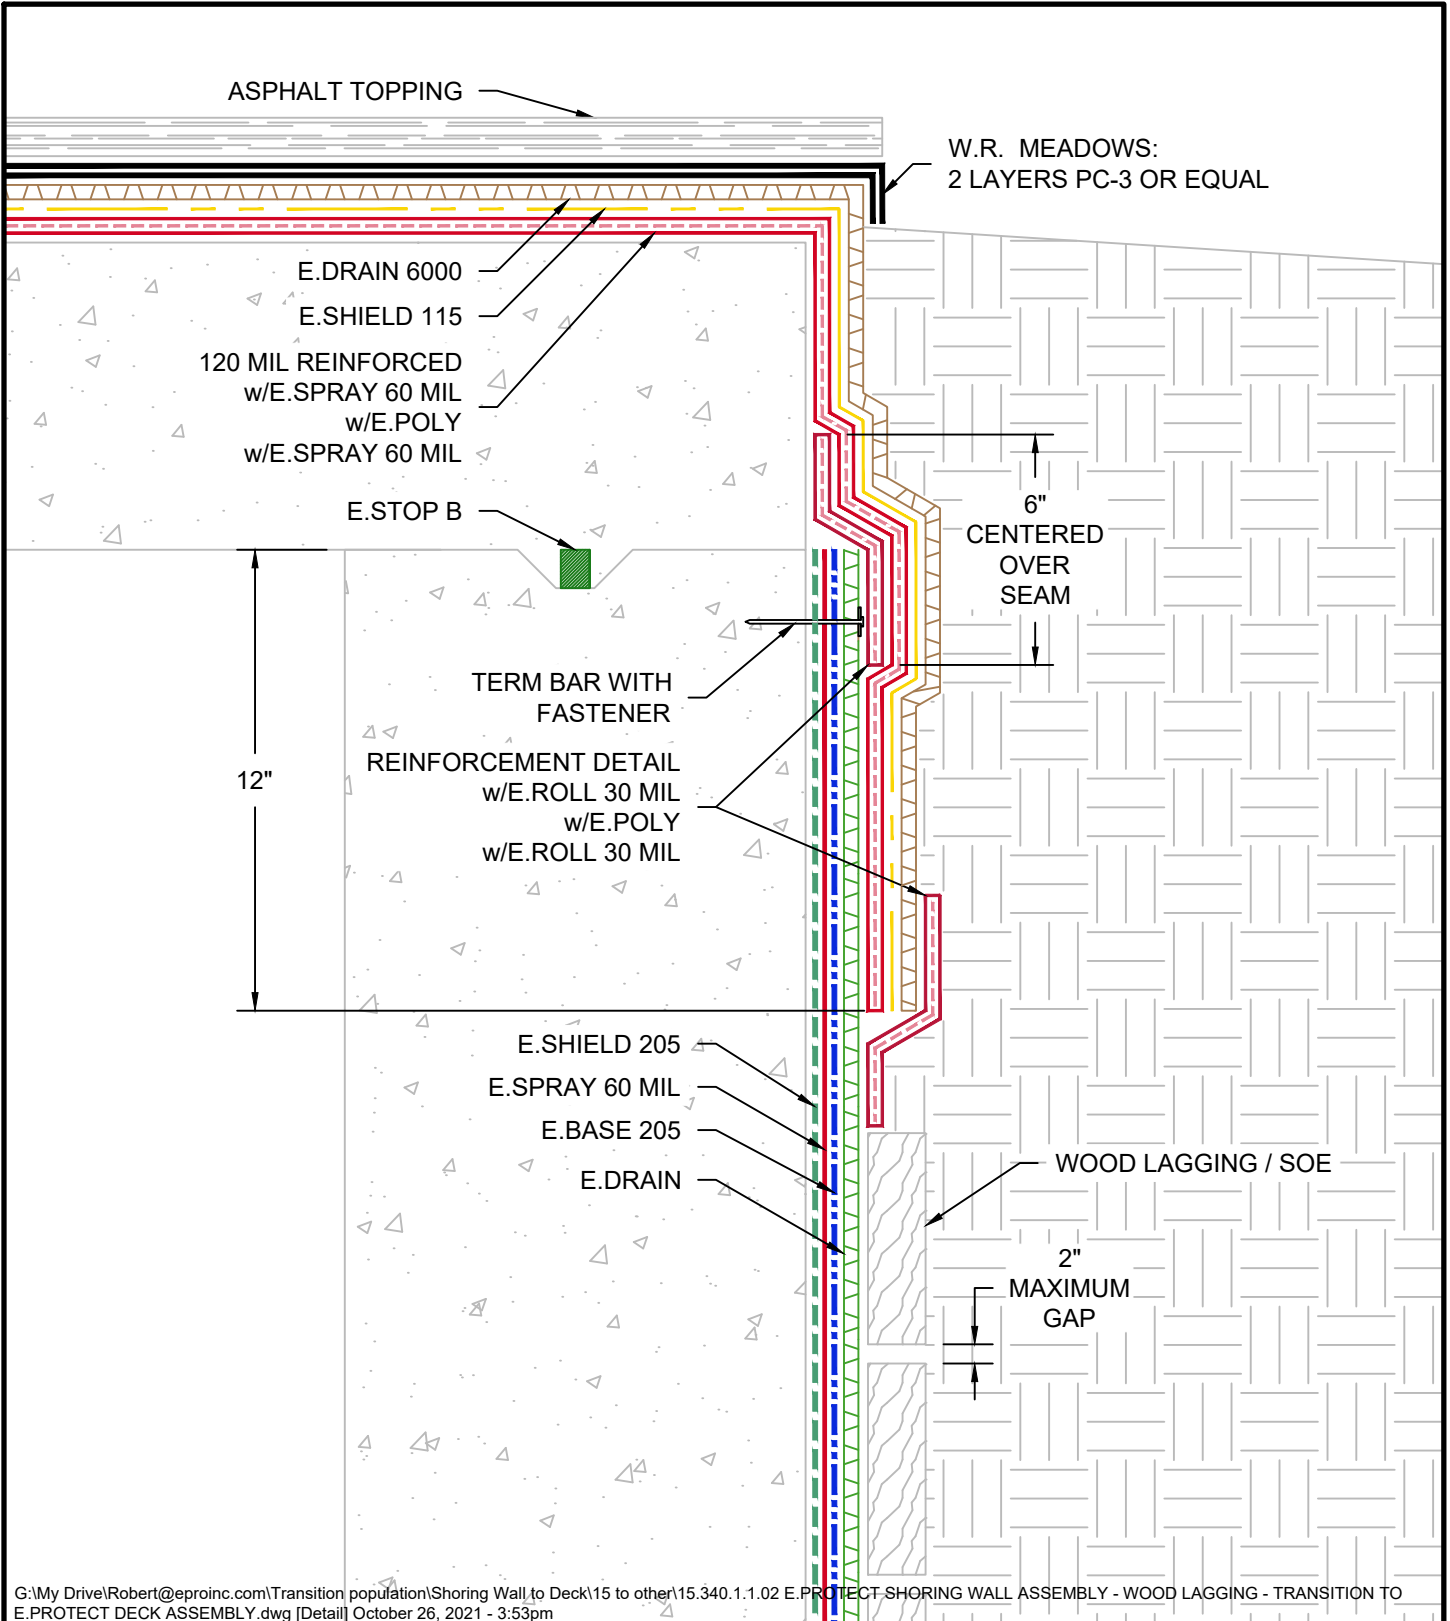 ASPHALT TOPPING
W.R. MEADOWS:
2 LAYERS PC-3 OR EQUAL
E.DRAIN 6000
E.SHIELD 115
120 MIL REINFORCED
w/E.SPRAY 60 MIL
w/E.POLY
w/E.SPRAY 60 MIL
E.STOP B
6"
CENTERED
OVER
SEAM
TERM BAR WITH
FASTENER
12"
REINFORCEMENT DETAIL
w/E.ROLL 30 MIL
w/E.POLY
w/E.ROLL 30 MIL
E.SHIELD 205
E.SPRAY 60 MIL
E.BASE 205
E.DRAIN
WOOD LAGGING / SOE
2"
MAXIMUM
GAP
G:\My Drive\Robert@eproinc.com\Transition population\Shoring Wall to Deck\15 to other\15.340.1.1.02 E.PROTECT SHORING WALL ASSEMBLY - WOOD LAGGING - TRANSITION TO
E.PROTECT DECK ASSEMBLY.dwg [Detail] October 26, 2021 - 3:53pm